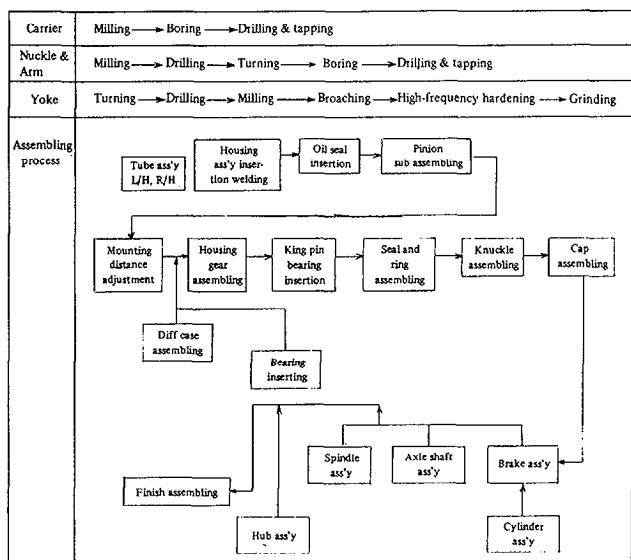 Carrier
Milling → Boring → Drilling & tapping
Nuckle &
Arm
Milling → Drilling → Turning → Boring → Drilling & tapping
Yoke
Turning → Drilling → Milling → Broaching → High-frequency hardening → Grinding
Assembling
process
Tube ass'y
L/H, R/H
Housing
ass'y inser-
tion welding
Oil seal
insertion
Pinion
sub assembling
Mounting
distance
adjustment
Housing
gear
assembling
King pin
bearing
insertion
Seal and
ring
assembling
Knuckle
assembling
Cap
assembling
Diff case
assembling
Bearing
inserting
Spindle
ass'y
Axle shaft
ass'y
Brake ass'y
Finish assembling
Hub ass'y
Cylinder
ass'y